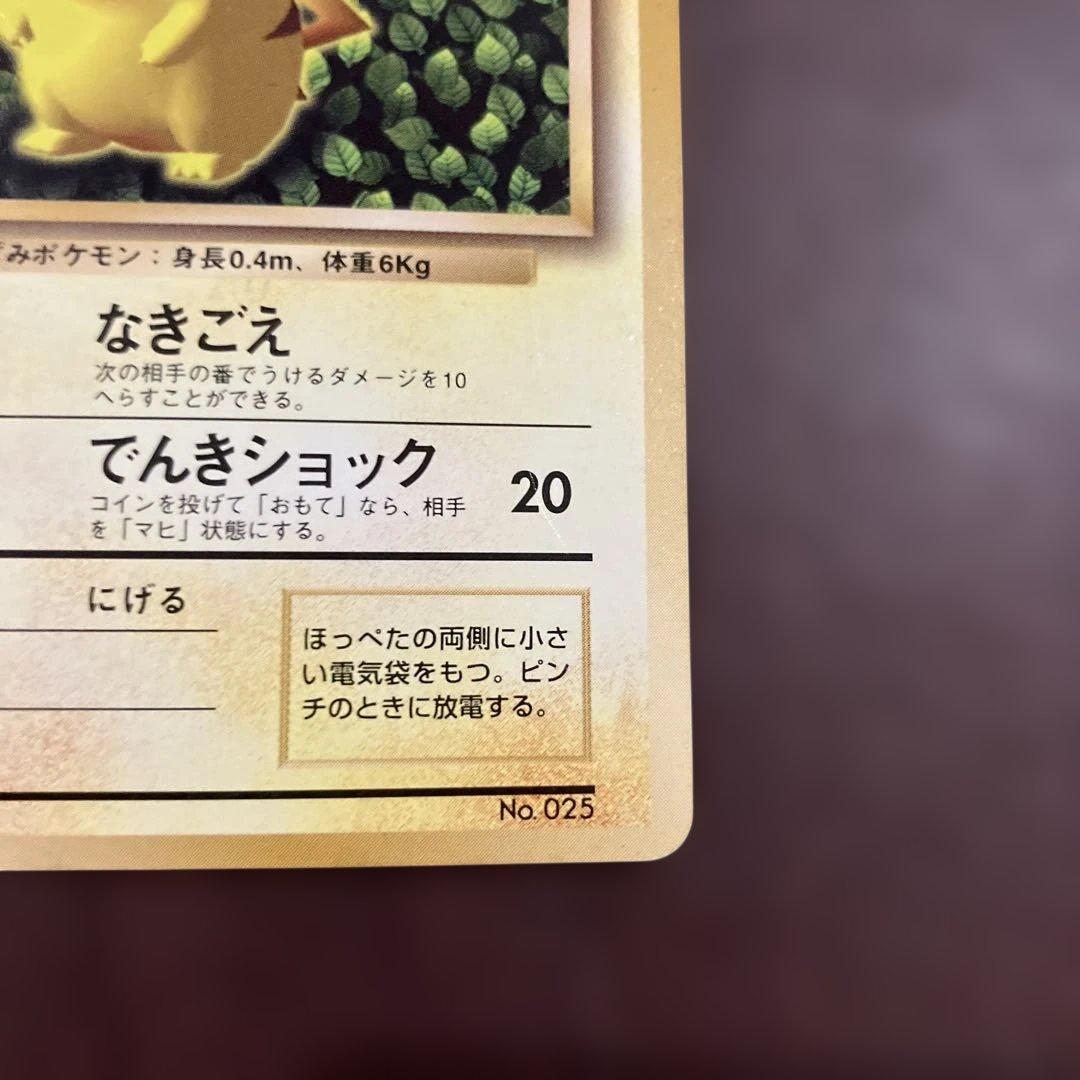 みポケモン：身長0.4m、体重6Kg
なきごえ
次の相手の番でうけるダメージを10
へらすことができる。
でんきショック 20
コインを投げて「おもて」なら、相手
を「マヒ」状態にする。
にげる
ほっぺたの両側に小さ
い電気袋をもつ。ピン
チのときに放電する。
No. 025